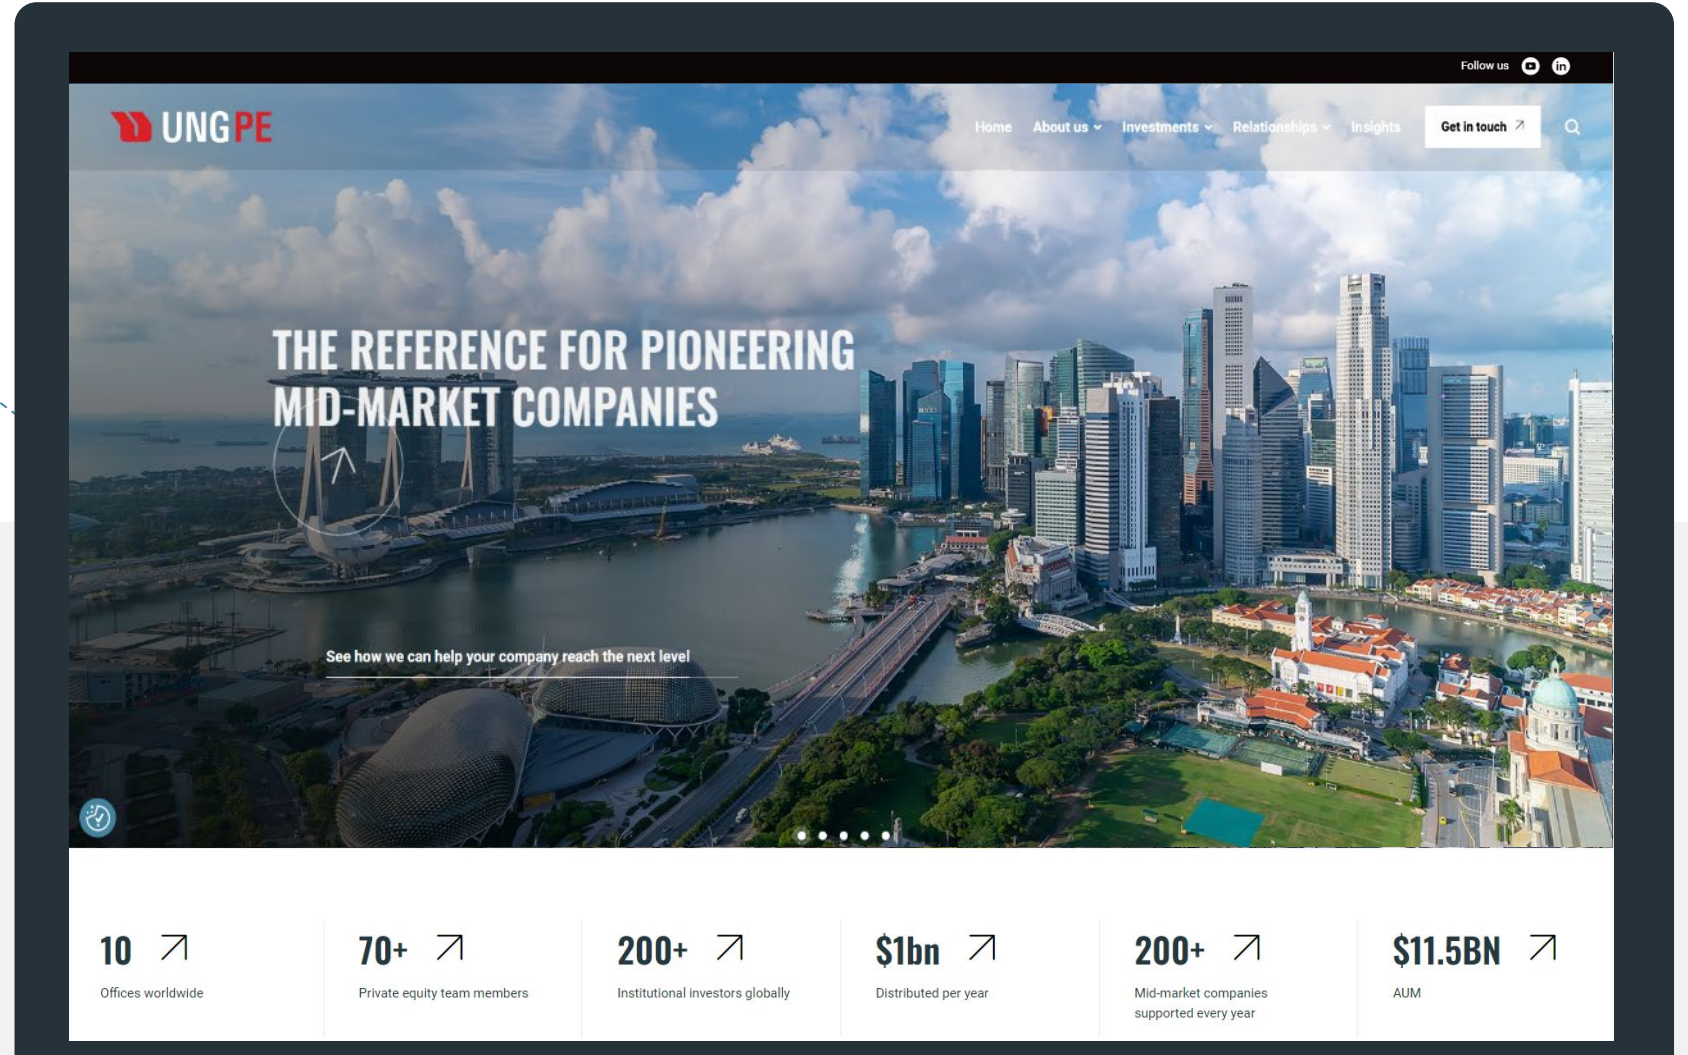 Follow us
in
UNGPE
Home About us Investments Relationships Insights Get in touch
THE REFERENCE FOR PIONEERING
MID-MARKET COMPANIES
See how we can help your company reach the next level
10
Offices worldwide
70+
Private equity team members
200+
Institutional investors globally
$1bn
Distributed per year
200+
Mid-market companies
supported every year
$11.5BN
AUM